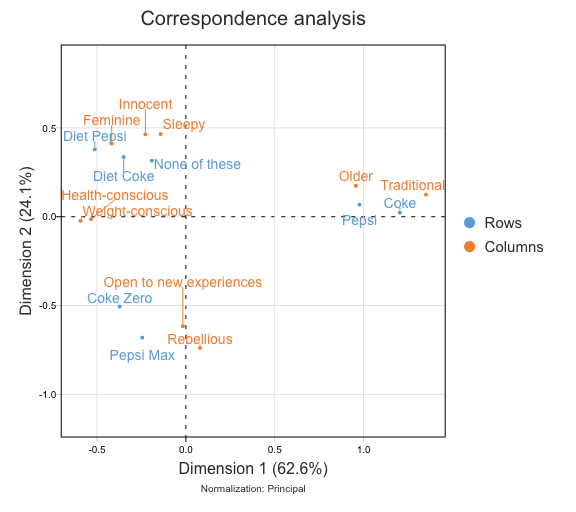 Correspondence analysis
Innocent
Feminine
Sleepy
Diet Pepsi
None of these
Diet Coke
Health-conscious
Weight-conscious
Older
Traditional
Coke
Pepsi
Open to new experiences
Coke Zero
Rebellious
Pepsi Max
0.5
0.0
-0.5
-1.0
Dimension 2 (24.1%)
-0.5
0.0
0.5
1.0
Dimension 1 (62.6%)
Normalization: Principal
Rows
Columns